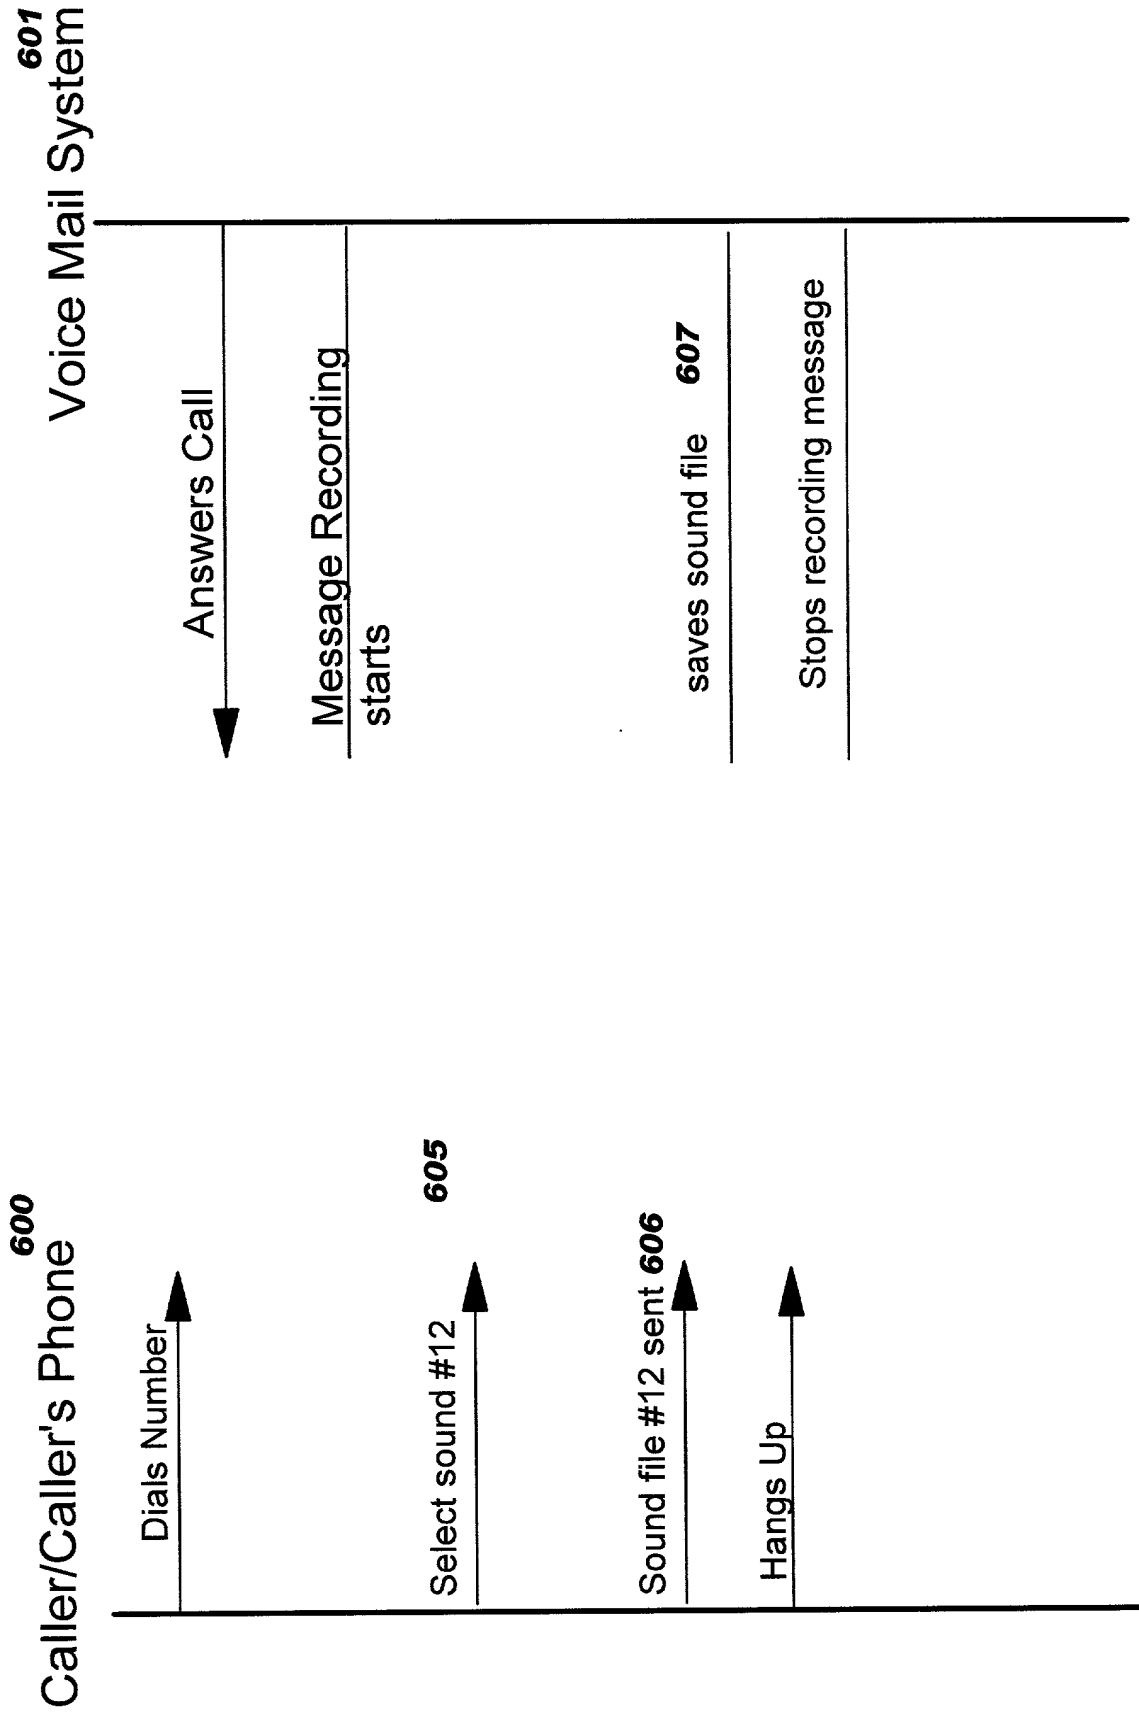 600
Caller/Caller's Phone
601
Voice Mail System
Dials Number
Answers Call
Message Recording
starts
605
Select sound #12
Sound file #12 sent 606
saves sound file 607
Hangs Up
Stops recording message